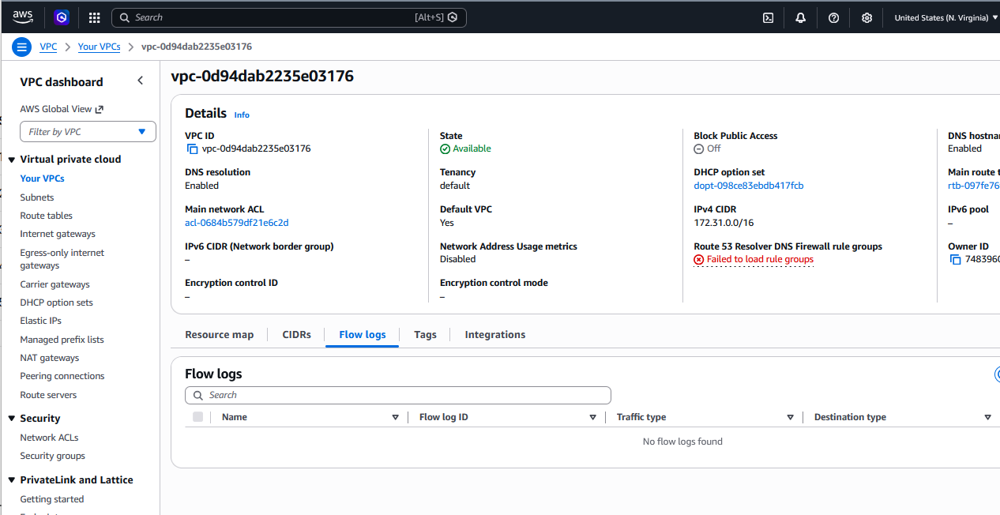 aws
Search
[Alt+S]
United States (N. Virginia)
VPC > Your VPCs > vpc-0d94dab2235e03176
VPC dashboard
AWS Global View
Filter by VPC
Virtual private cloud
Your VPCs
Subnets
Route tables
Internet gateways
Egress-only internet
gateways
Carrier gateways
DHCP option sets
Elastic IPs
Managed prefix lists
NAT gateways
Peering connections
Route servers
Security
Network ACLs
Security groups
PrivateLink and Lattice
Getting started
vpc-0d94dab2235e03176
Details Info
VPC ID
vpc-0d94dab2235e03176
State
Available
Block Public Access
Off
DNS hostna
Enabled
DNS resolution
Enabled
Tenancy
default
DHCP option set
dopt-098ce83ebdb417fcb
Main route t
rtb-097fe76
Main network ACL
acl-0684b579df21e6c2d
Default VPC
Yes
IPv4 CIDR
172.31.0.0/16
IPv6 pool
–
IPv6 CIDR (Network border group)
–
Network Address Usage metrics
Disabled
Route 53 Resolver DNS Firewall rule groups
Failed to load rule groups
Owner ID
7483960
Encryption control ID
–
Encryption control mode
–
Resource map
CIDRs
Flow logs
Tags
Integrations
Flow logs
Search
Name
Flow log ID
Traffic type
Destination type
No flow logs found